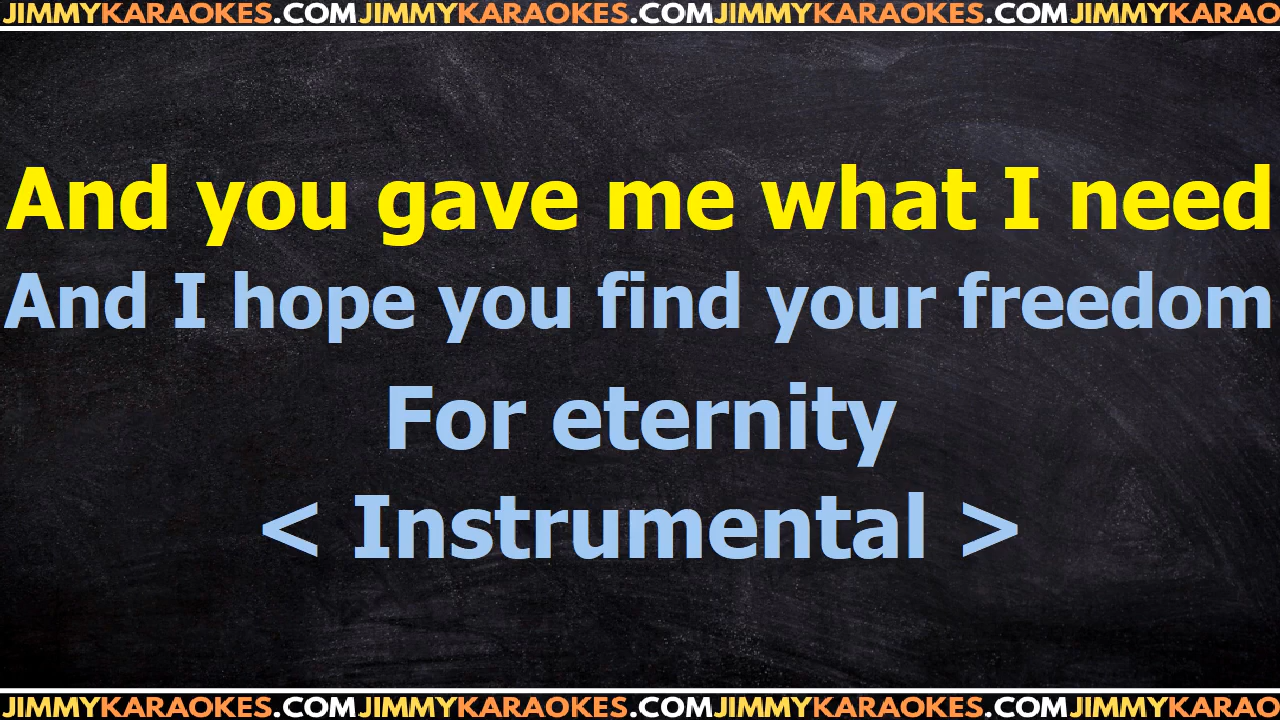 JIMMYKARAOKES.COMJIMMYKARAOKES.COMJIMMYKARAOKES.COMJIMMYKARAO
And you gave me what I need
And I hope you find your freedom
For eternity
< Instrumental >
JIMMYKARAOKES.COMJIMMYKARAOKES.COMJIMMYKARAOKES.COMJIMMYKARAO